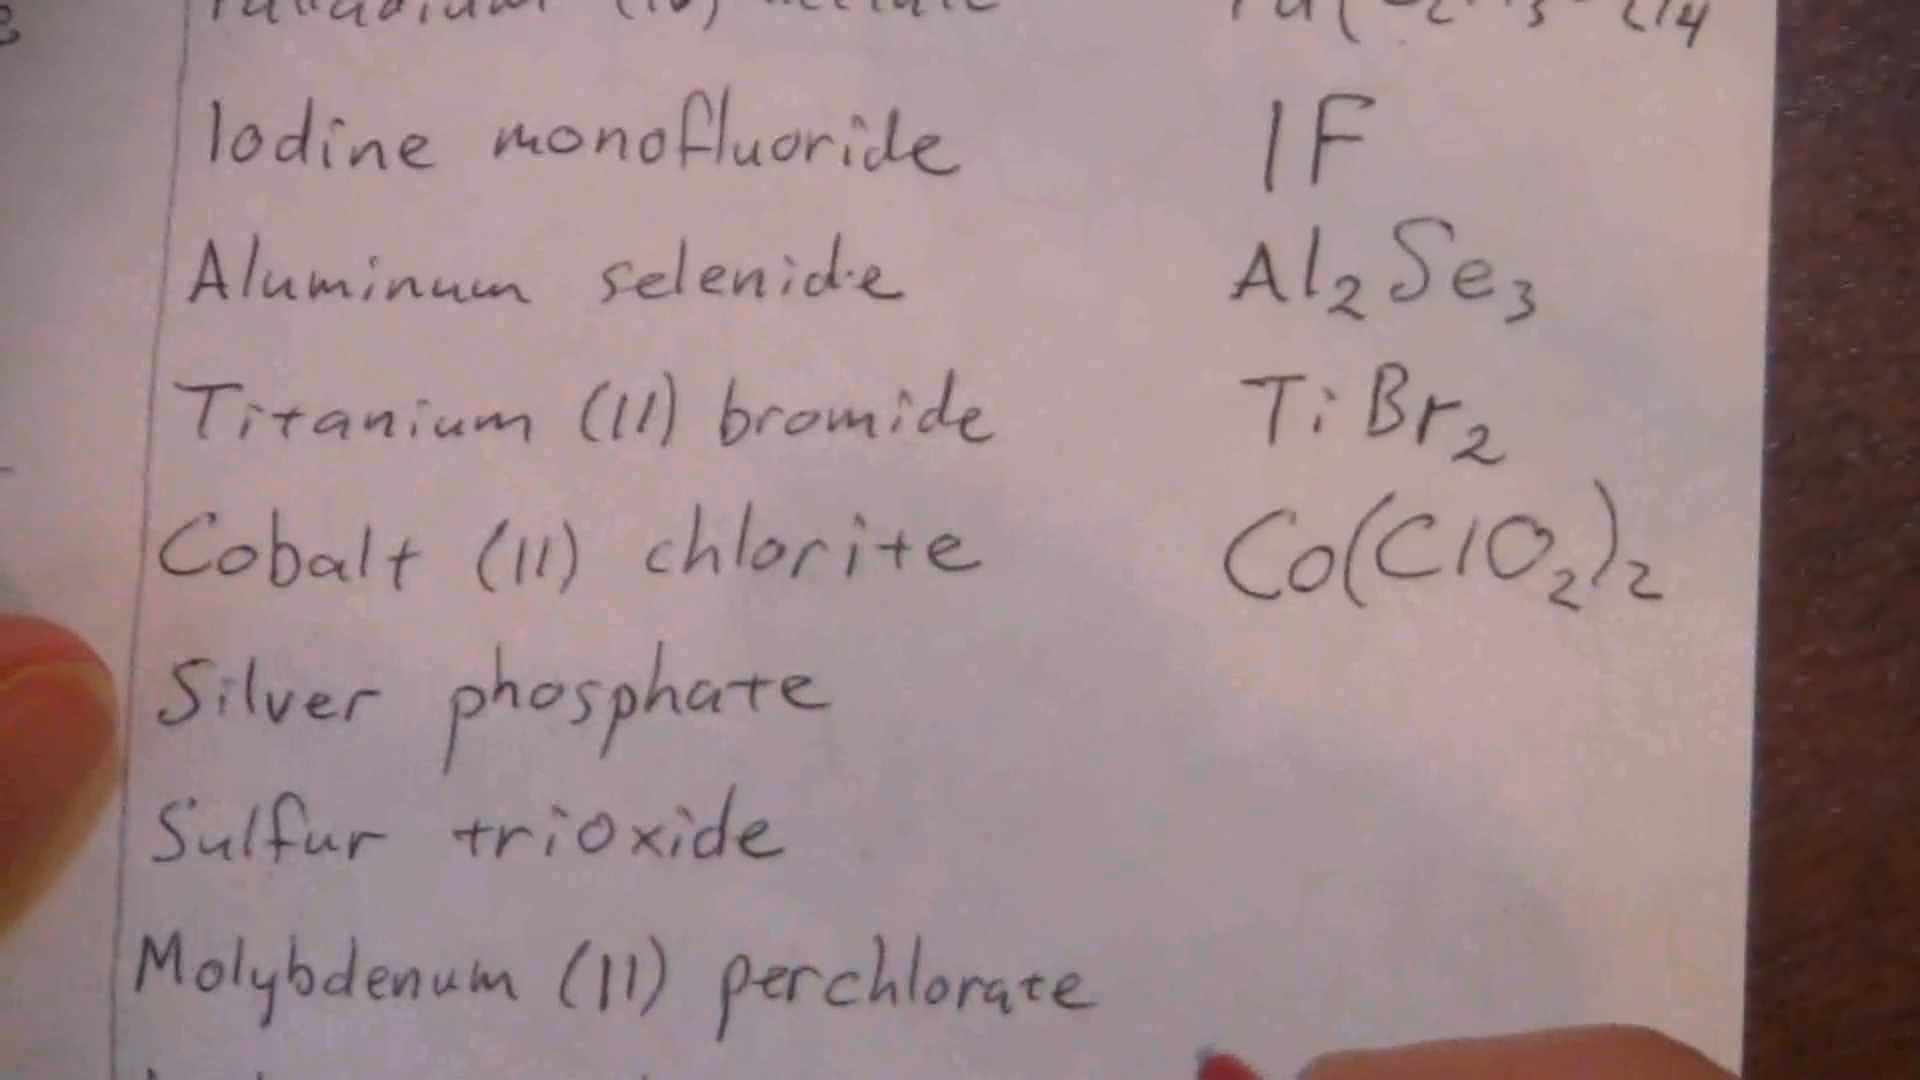 (IV)
Iodine monofluoride IF
Aluminum selenide Al₂Se₃
Titanium (II) bromide TiBr₂
Cobalt (II) chlorite Co(ClO₂)₂
Silver phosphate
Sulfur trioxide
Molybdenum (II) perchlorate